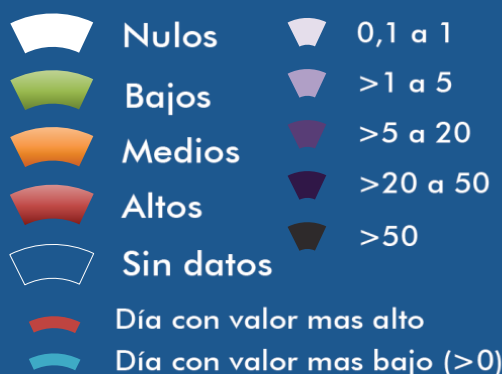 Nulos
Bajos
Medios
Altos
Sin datos
0,1 a 1
>1 a 5
>5 a 20
>20 a 50
>50
Día con valor mas alto
Día con valor mas bajo (>0)